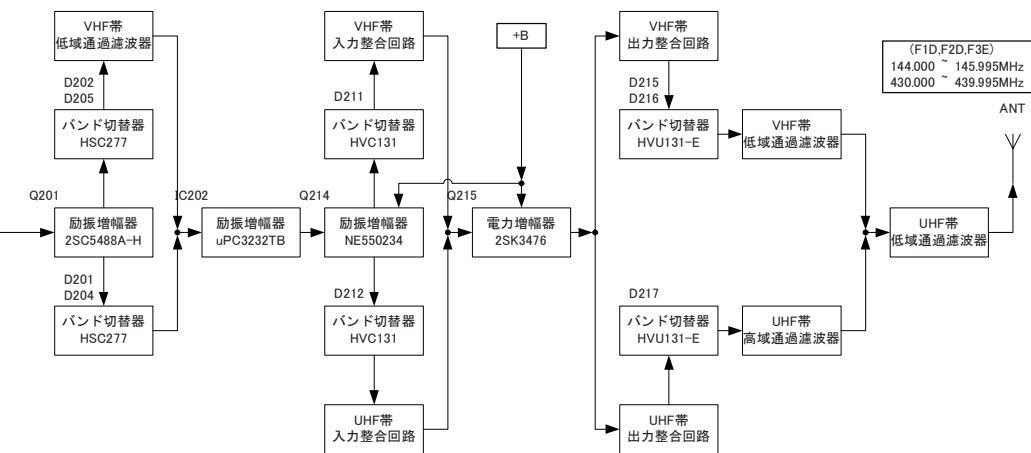 VHF帯
低域通過濾波器
D202
D205
バンド切替器
HSC277
Q201
励振増幅器
2SC5488A-H
D201
D204
バンド切替器
HSC277
IC202
励振増幅器
uPC3232TB
VHF帯
入力整合回路
D211
バンド切替器
HVC131
Q214
励振増幅器
NE550234
D212
バンド切替器
HVC131
UHF帯
入力整合回路
+B
Q215
電力増幅器
2SK3476
VHF帯
出力整合回路
D215
D216
バンド切替器
HVU131-E
VHF帯
低域通過濾波器
D217
バンド切替器
HVU131-E
UHF帯
高域通過濾波器
UHF帯
出力整合回路
UHF帯
低域通過濾波器
(F1D,F2D,F3E)
144.000 ~ 145.995MHz
430.000 ~ 439.995MHz
ANT